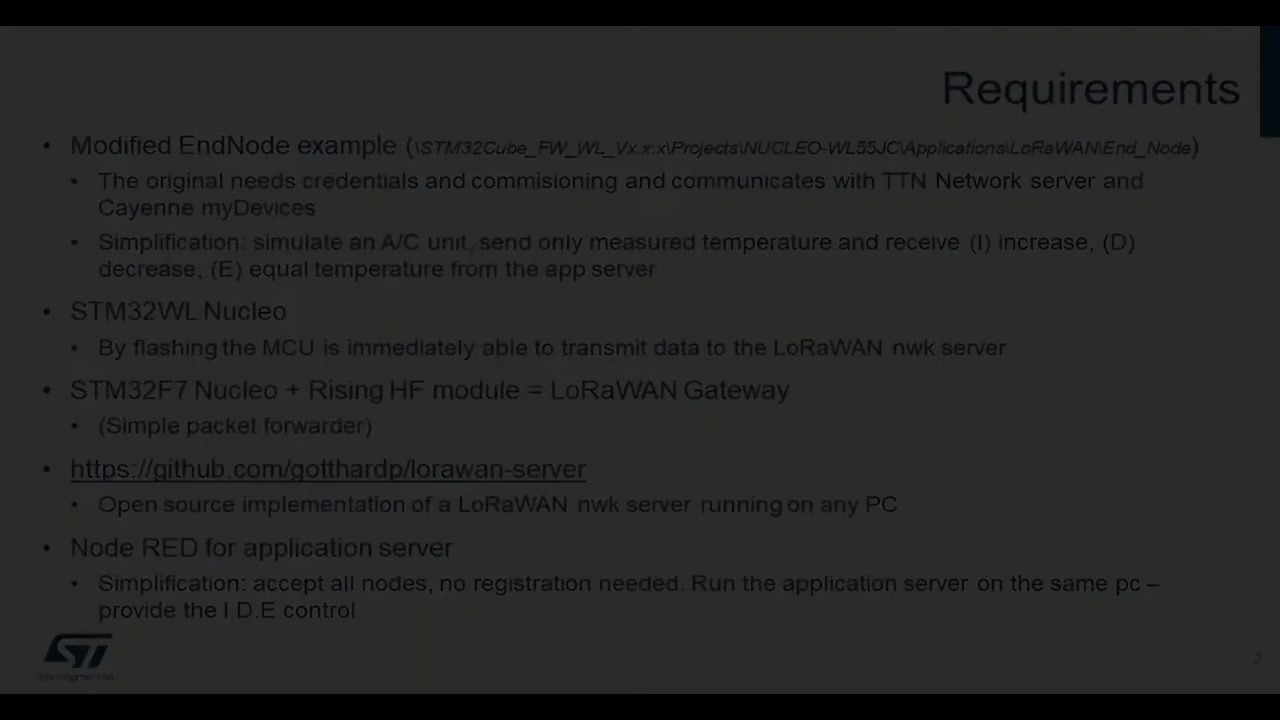 Requirements
• Modified EndNode example (\STM32Cube_FW_WL_Vx.x.x\Projects\NUCLEO-WL55JC\Applications\LoRaWAN\End_Node)
• The original needs credentials and commisioning and communicates with TTN Network server and
Cayenne myDevices
• Simplification: simulate an A/C unit, send only measured temperature and receive (I) increase, (D)
decrease, (E) equal temperature from the app server
• STM32WL Nucleo
• By flashing the MCU is immediately able to transmit data to the LoRaWAN nwk server
• STM32F7 Nucleo + Rising HF module = LoRaWAN Gateway
• (Simple packet forwarder)
• https://github.com/gotthardp/lorawan-server
• Open source implementation of a LoRaWAN nwk server running on any PC
• Node RED for application server
• Simplification: accept all nodes, no registration needed. Run the application server on the same pc –
provide the I.D.E control
ST